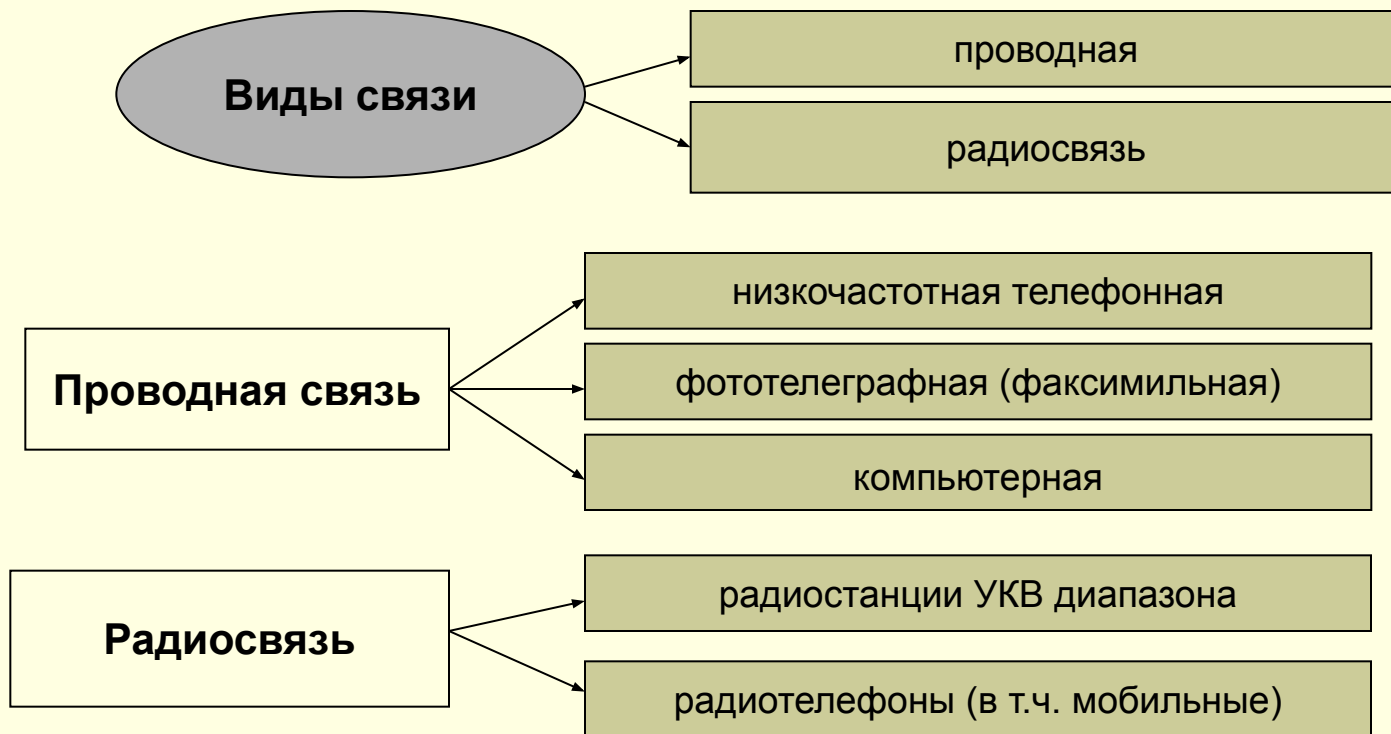 Виды связи
проводная
радиосвязь
Проводная связь
низкочастотная телефонная
фототелеграфная (факсимильная)
компьютерная
Радиосвязь
радиостанции УКВ диапазона
радиотелефоны (в т.ч. мобильные)